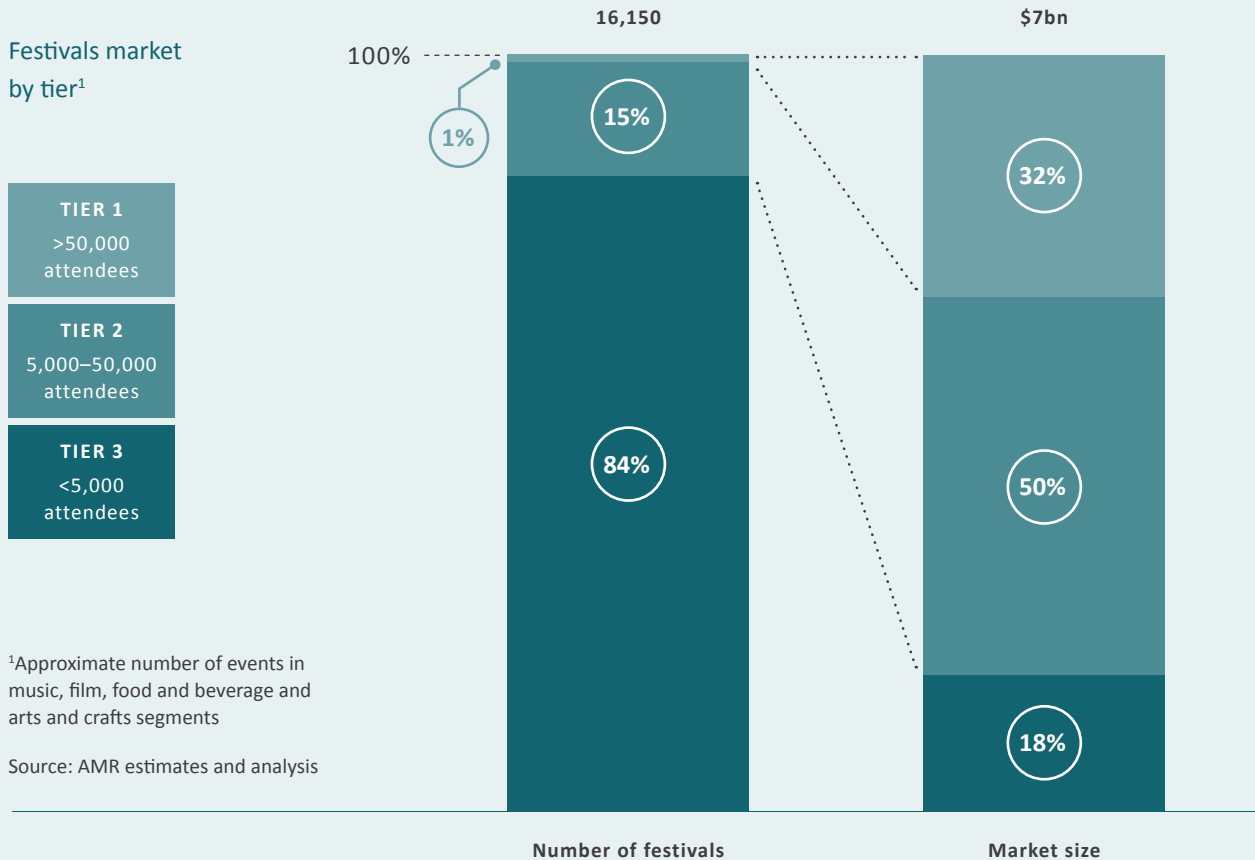 Festivals market
by tier1
16,150
$7bn
100%
1%
15%
32%
TIER 1
>50,000
attendees
TIER 2
5,000–50,000
attendees
TIER 3
<5,000
attendees
84%
50%
18%
1Approximate number of events in
music, film, food and beverage and
arts and crafts segments
Source: AMR estimates and analysis
Number of festivals
Market size